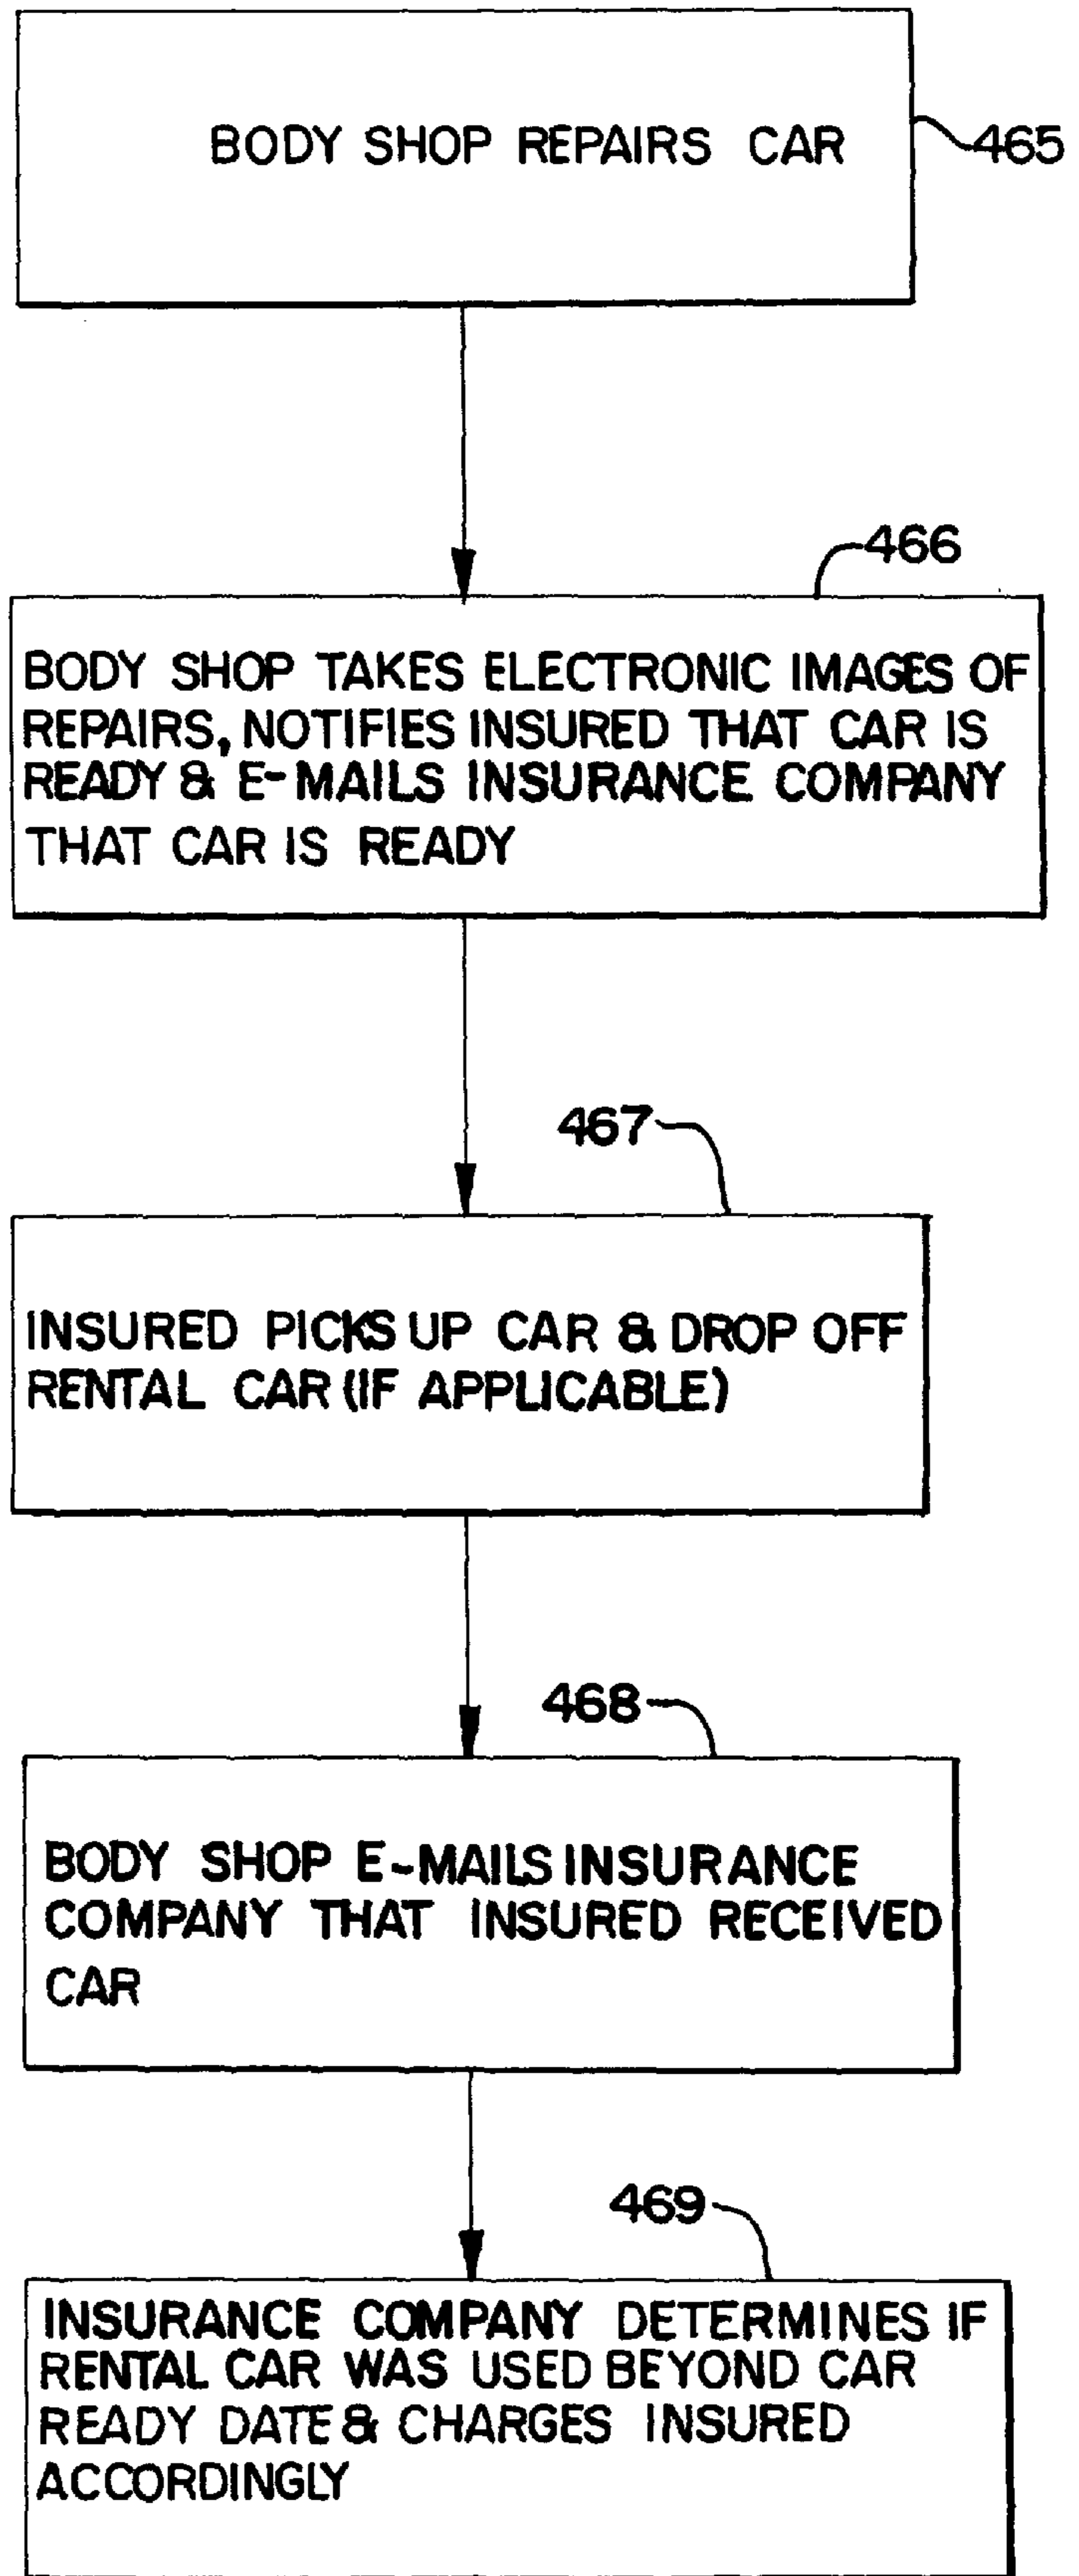 BODY SHOP REPAIRS CAR
465
466
BODY SHOP TAKES ELECTRONIC IMAGES OF
REPAIRS, NOTIFIES INSURED THAT CAR IS
READY & E-MAILS INSURANCE COMPANY
THAT CAR IS READY
467
INSURED PICKS UP CAR & DROP OFF
RENTAL CAR (IF APPLICABLE)
468
BODY SHOP E-MAILS INSURANCE
COMPANY THAT INSURED RECEIVED
CAR
469
INSURANCE COMPANY DETERMINES IF
RENTAL CAR WAS USED BEYOND CAR
READY DATE & CHARGES INSURED
ACCORDINGLY